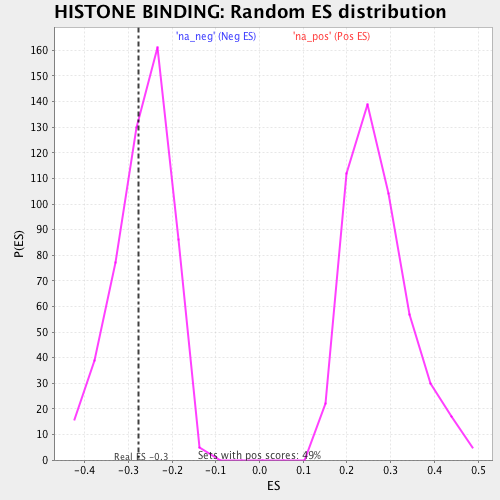 HISTONE BINDING: Random ES distribution
'na_neg' (Neg ES) 'na_pos' (Pos ES)
160
150
140
130
120
110
100
90
80
70
60
50
40
30
20
10
0
P(ES)
Real ES -0.3 Sets with pos scores: 49%
-0.4 -0.3 -0.2 -0.1 0.0 0.1 0.2 0.3 0.4 0.5
ES